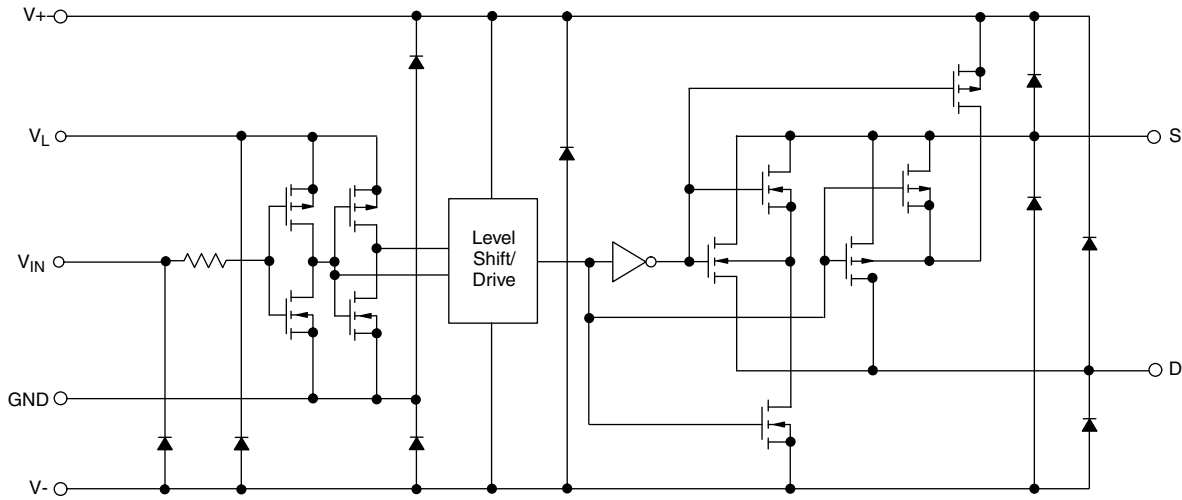 V+
VL
S
Level
Shift/
Drive
VIN
D
GND
V-